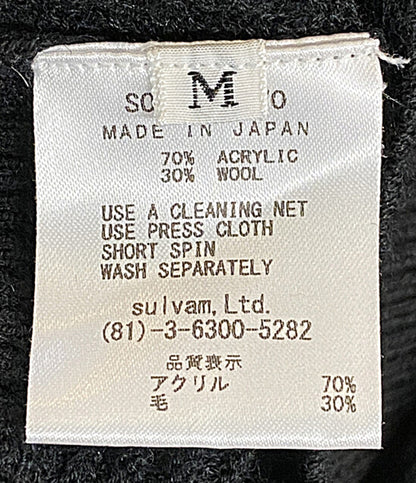 M
MADE IN JAPAN
70% ACRYLIC
30% WOOL
USE A CLEANING NET
USE PRESS CLOTH
SHORT SPIN
WASH SEPARATELY
sulvam, Ltd.
(81)-3-6300-5282
品質表示
アクリル 70%
毛 30%